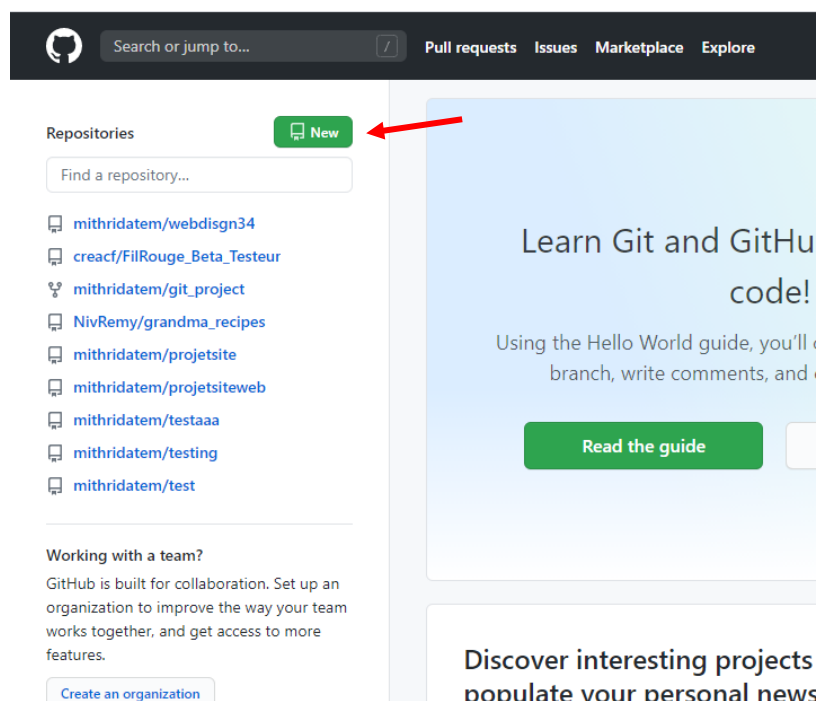 Search or jump to...
/
Pull requests Issues Marketplace Explore
Repositories
New
Find a repository...
mithridatem/webdisgn34
creacf/FilRouge_Beta_Testeur
mithridatem/git_project
NivRemy/grandma_recipes
mithridatem/projetsite
mithridatem/projetsiteweb
mithridatem/testaaa
mithridatem/testing
mithridatem/test
Working with a team?
GitHub is built for collaboration. Set up an
organization to improve the way your team
works together, and get access to more
features.
Create an organization
Learn Git and GitHu
code!
Using the Hello World guide, you'll
branch, write comments, and
Read the guide
Discover interesting projects
populate your personal news